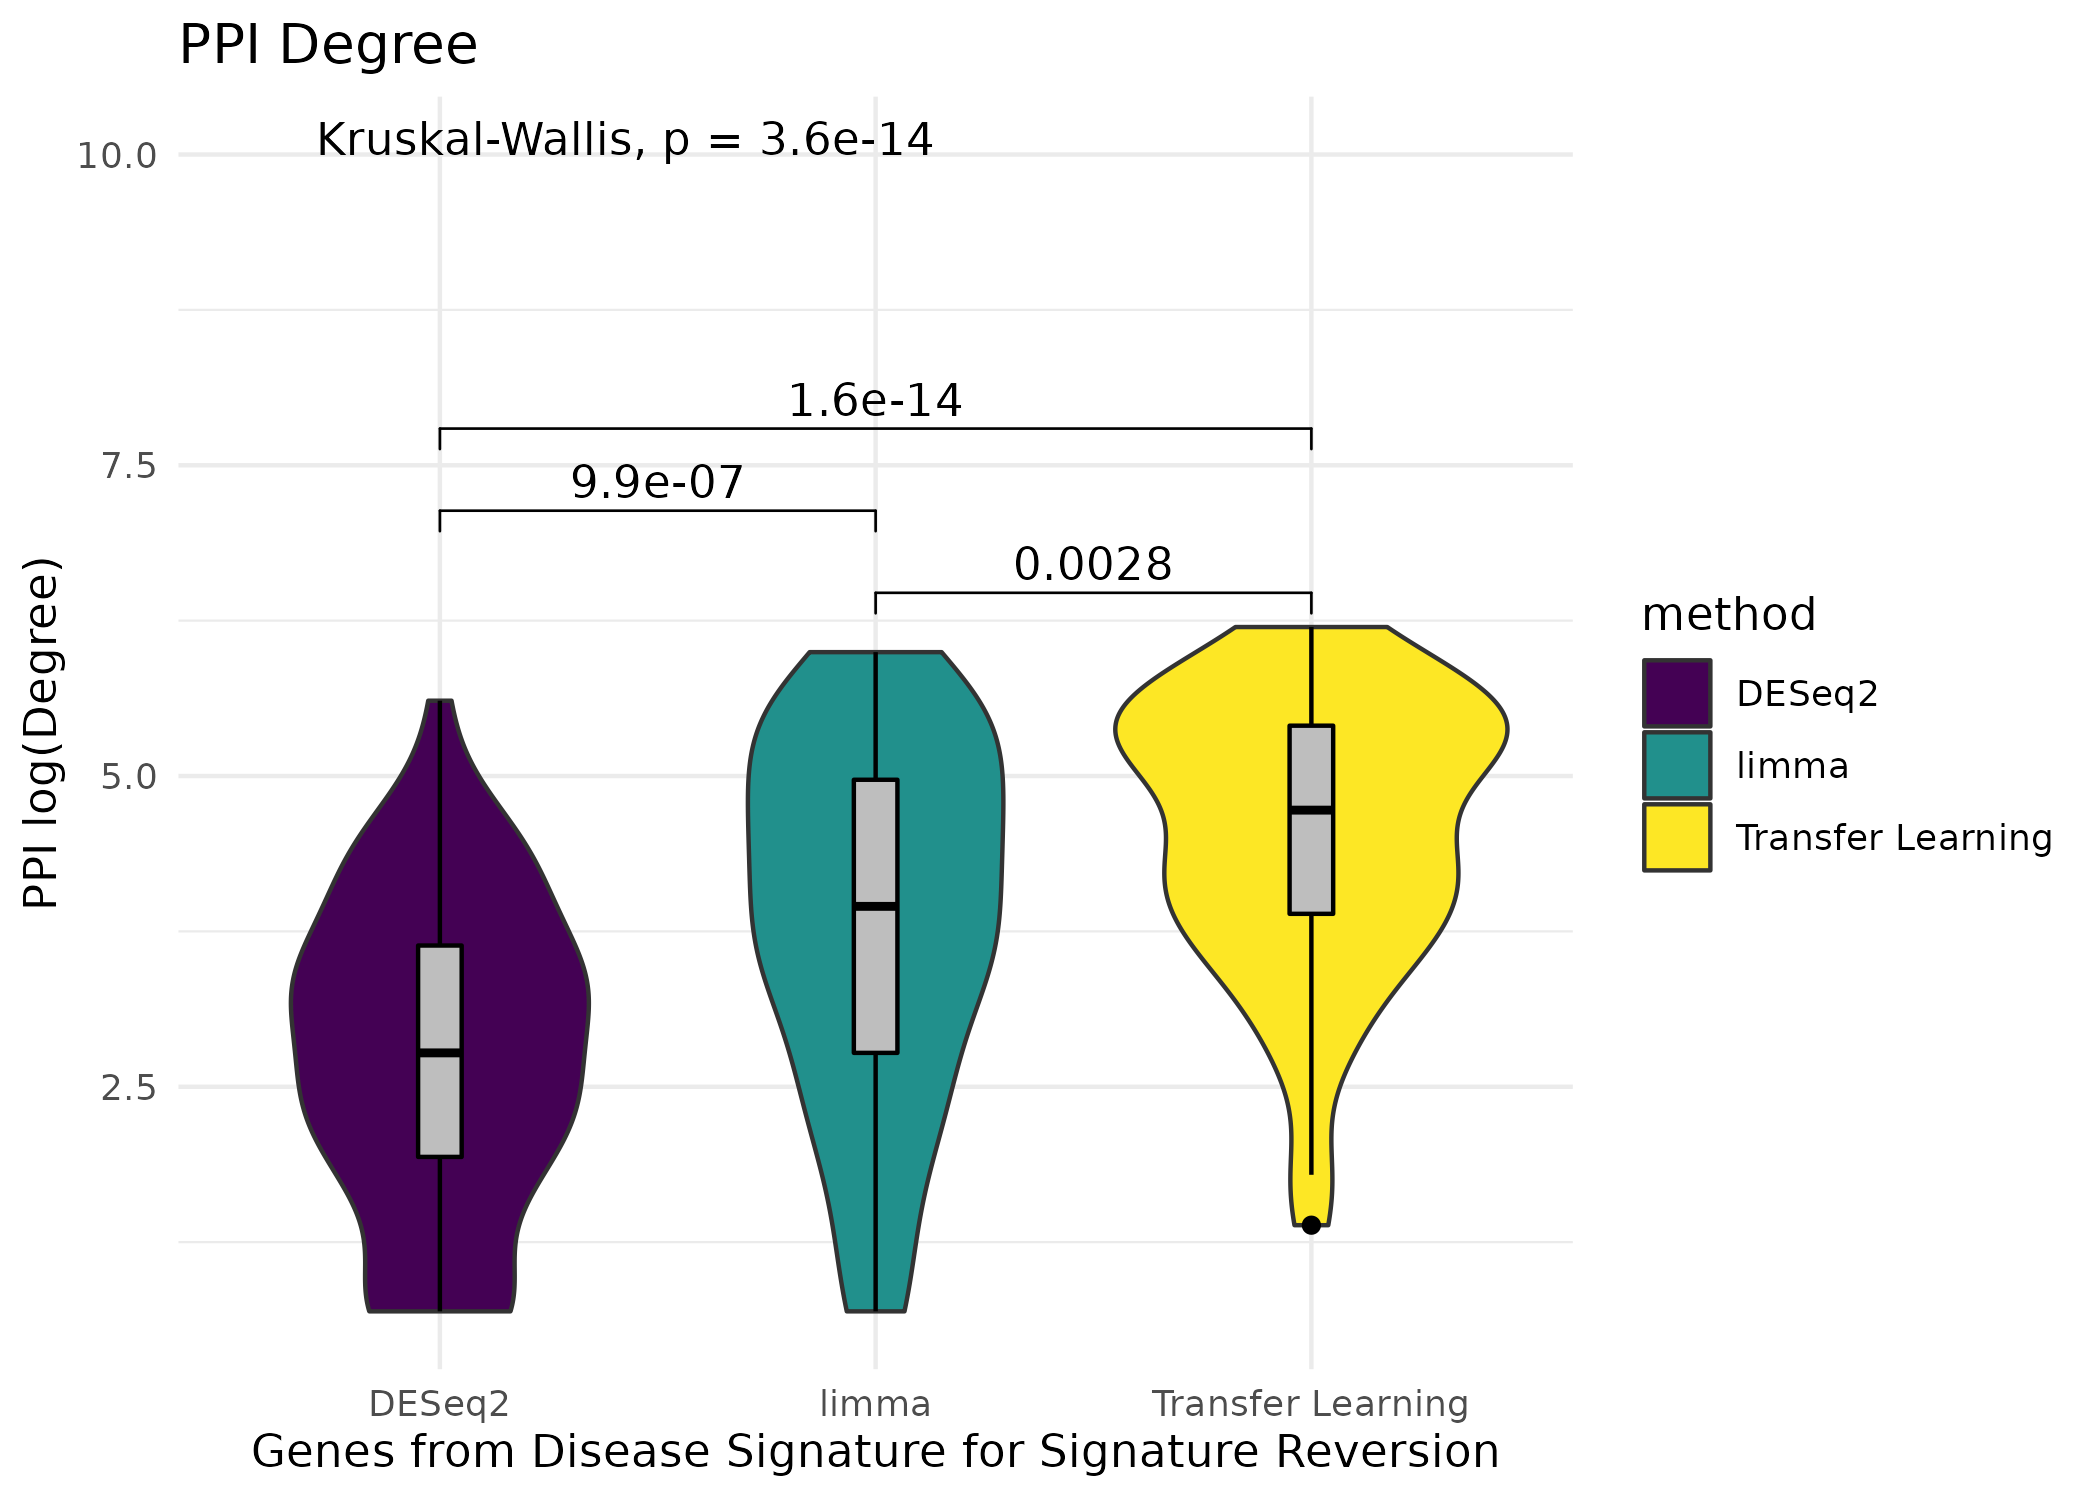 PPI Degree
Kruskal-Wallis, p = 3.6e-14
10.0
7.5
5.0
2.5
PPI log(Degree)
1.6e-14
9.9e-07
0.0028
DESeq2
limma
Transfer Learning
Genes from Disease Signature for Signature Reversion
method
DESeq2
limma
Transfer Learning